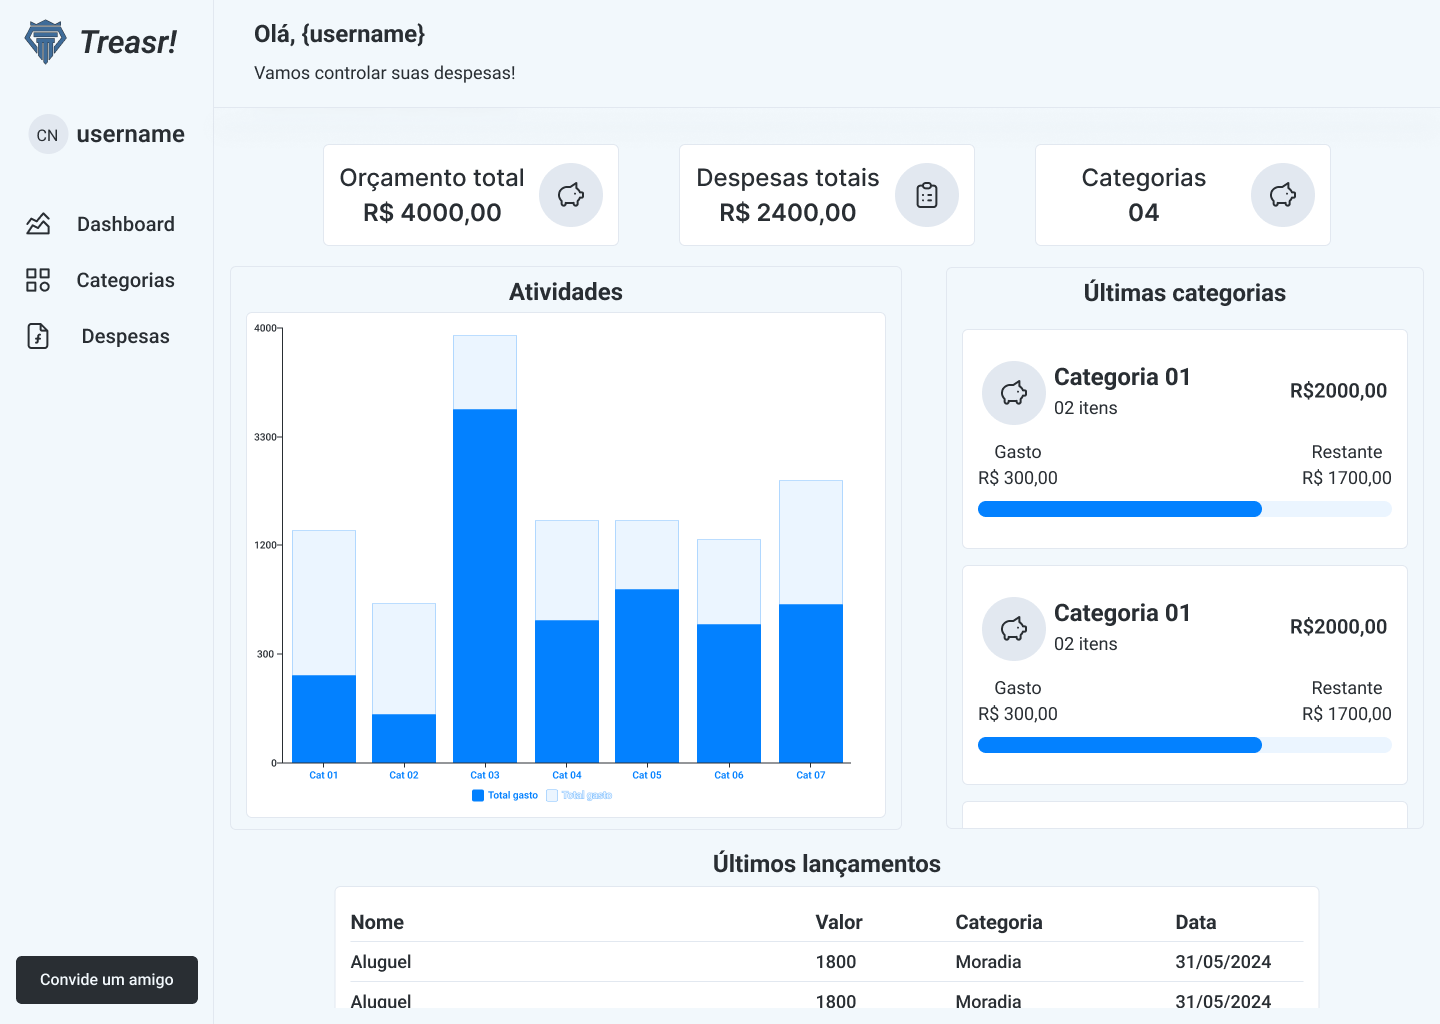 Treasr!
CN username
Dashboard
Categorias
Despesas
Convide um amigo
Olá, {username}
Vamos controlar suas despesas!
Orçamento total
R$ 4000,00
Despesas totais
R$ 2400,00
Categorias
04
Atividades
4000
3300
1200
300
0
Cat 01 Cat 02 Cat 03 Cat 04 Cat 05 Cat 06 Cat 07
Total gasto Total gasto
Últimas categorias
Categoria 01
02 itens
R$2000,00
Gasto Restante
R$ 300,00 R$ 1700,00
Categoria 01
02 itens
R$2000,00
Gasto Restante
R$ 300,00 R$ 1700,00
Últimos lançamentos
Nome Valor Categoria Data
Aluguel 1800 Moradia 31/05/2024
Aluguel 1800 Moradia 31/05/2024